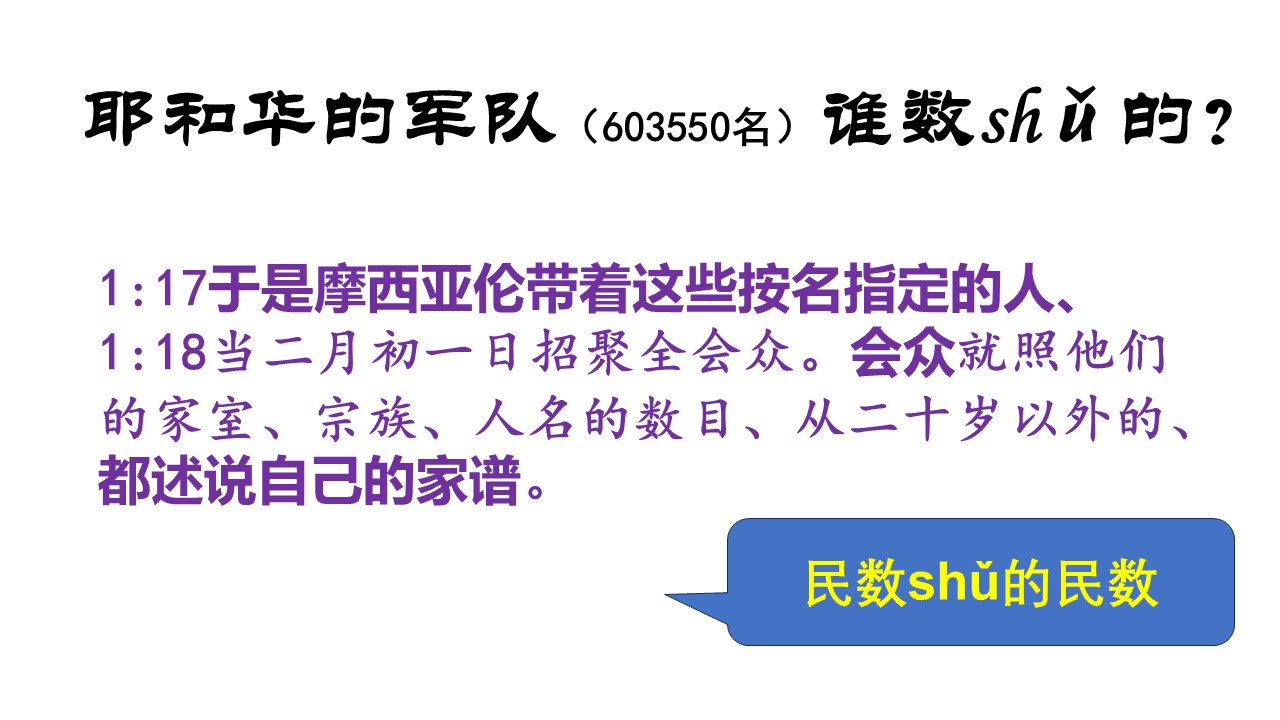 耶和华的军队（603550名）谁数shǔ的?
1:17于是摩西亚伦带着这些按名指定的人、
1:18当二月初一日招聚全会众。会众就照他们
的家室、宗族、人名的数目、从二十岁以外的、
都述说自己的家谱。
民数shǔ的民数